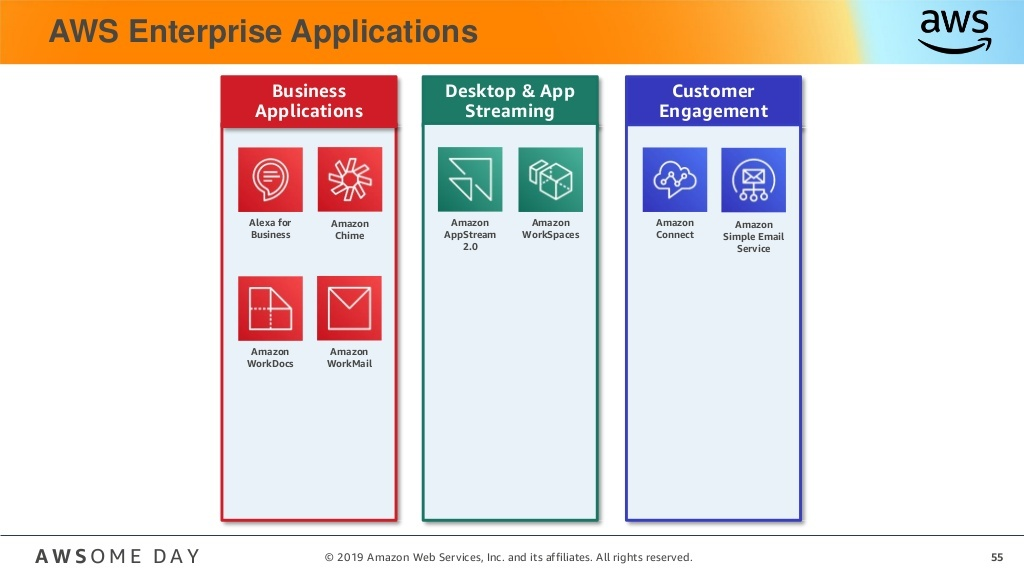 AWS Enterprise Applications
aws
Business
Applications
Desktop & App
Streaming
Customer
Engagement
Alexa for
Business
Amazon
Chime
Amazon
AppStream
2.0
Amazon
WorkSpaces
Amazon
Connect
Amazon
Simple Email
Service
Amazon
WorkDocs
Amazon
WorkMail
AWSOME DAY
© 2019 Amazon Web Services, Inc. and its affiliates. All rights reserved.
55